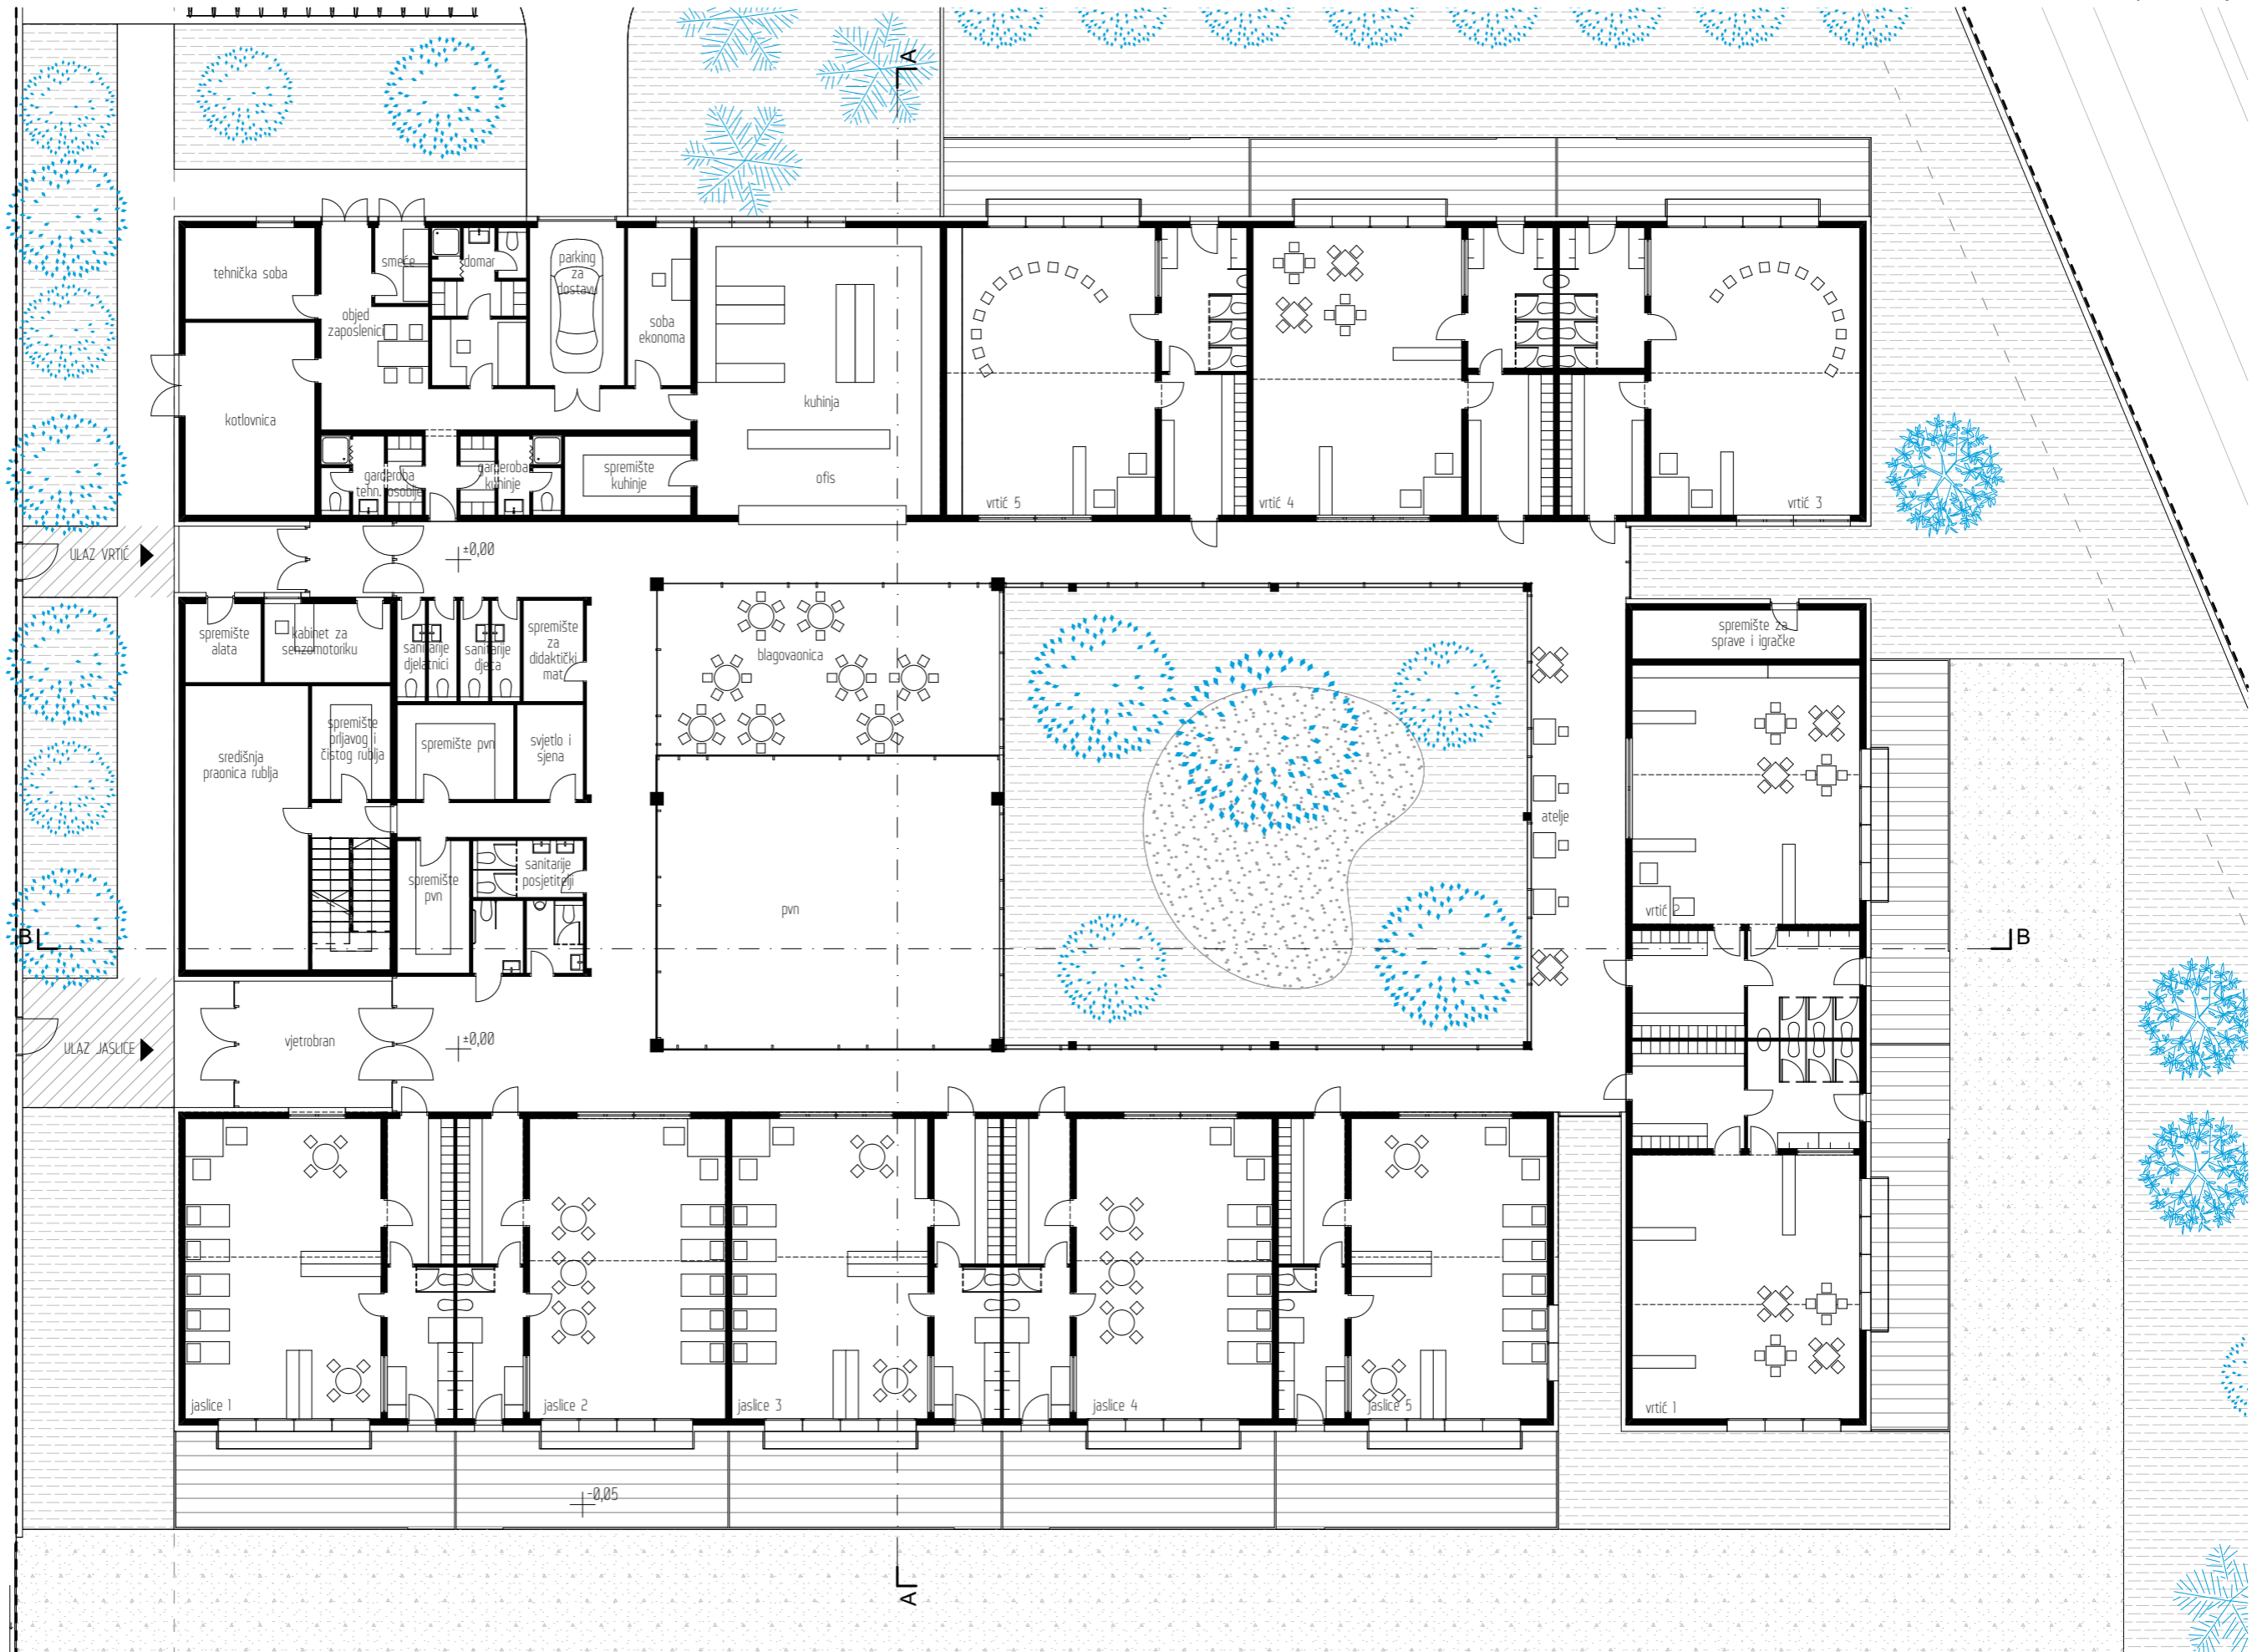 A
tehnička soba
smeće
domar
parking
za
dostavu
objed
zaposlenici
soba
ekonoma
kotlovnica
kuhinja
garderoba
tehn. osoblje
garderoba
kuhinje
spremište
kuhinje
ofis
vrtić 5
vrtić 4
vrtić 3
ULAZ VRTIĆ
±0,00
spremište
alata
kabinet za
senzomotoriku
sanitarije
djelatnici
sanitarije
djeca
spremište
za
didaktički
mat.
blagovaonica
spremište za
sprave i igračke
središnja
praonica rublja
spremište
prljavog i
čistog rublja
spremište pvn
svjetlo i
sjena
atelje
spremište
pvn
sanitarije
posjetitelji
pvn
vrtić 2
B
B
ULAZ JASLICE
vjetrobran
±0,00
jaslice 1
jaslice 2
jaslice 3
jaslice 4
jaslice 5
vrtić 1
-0,05
A